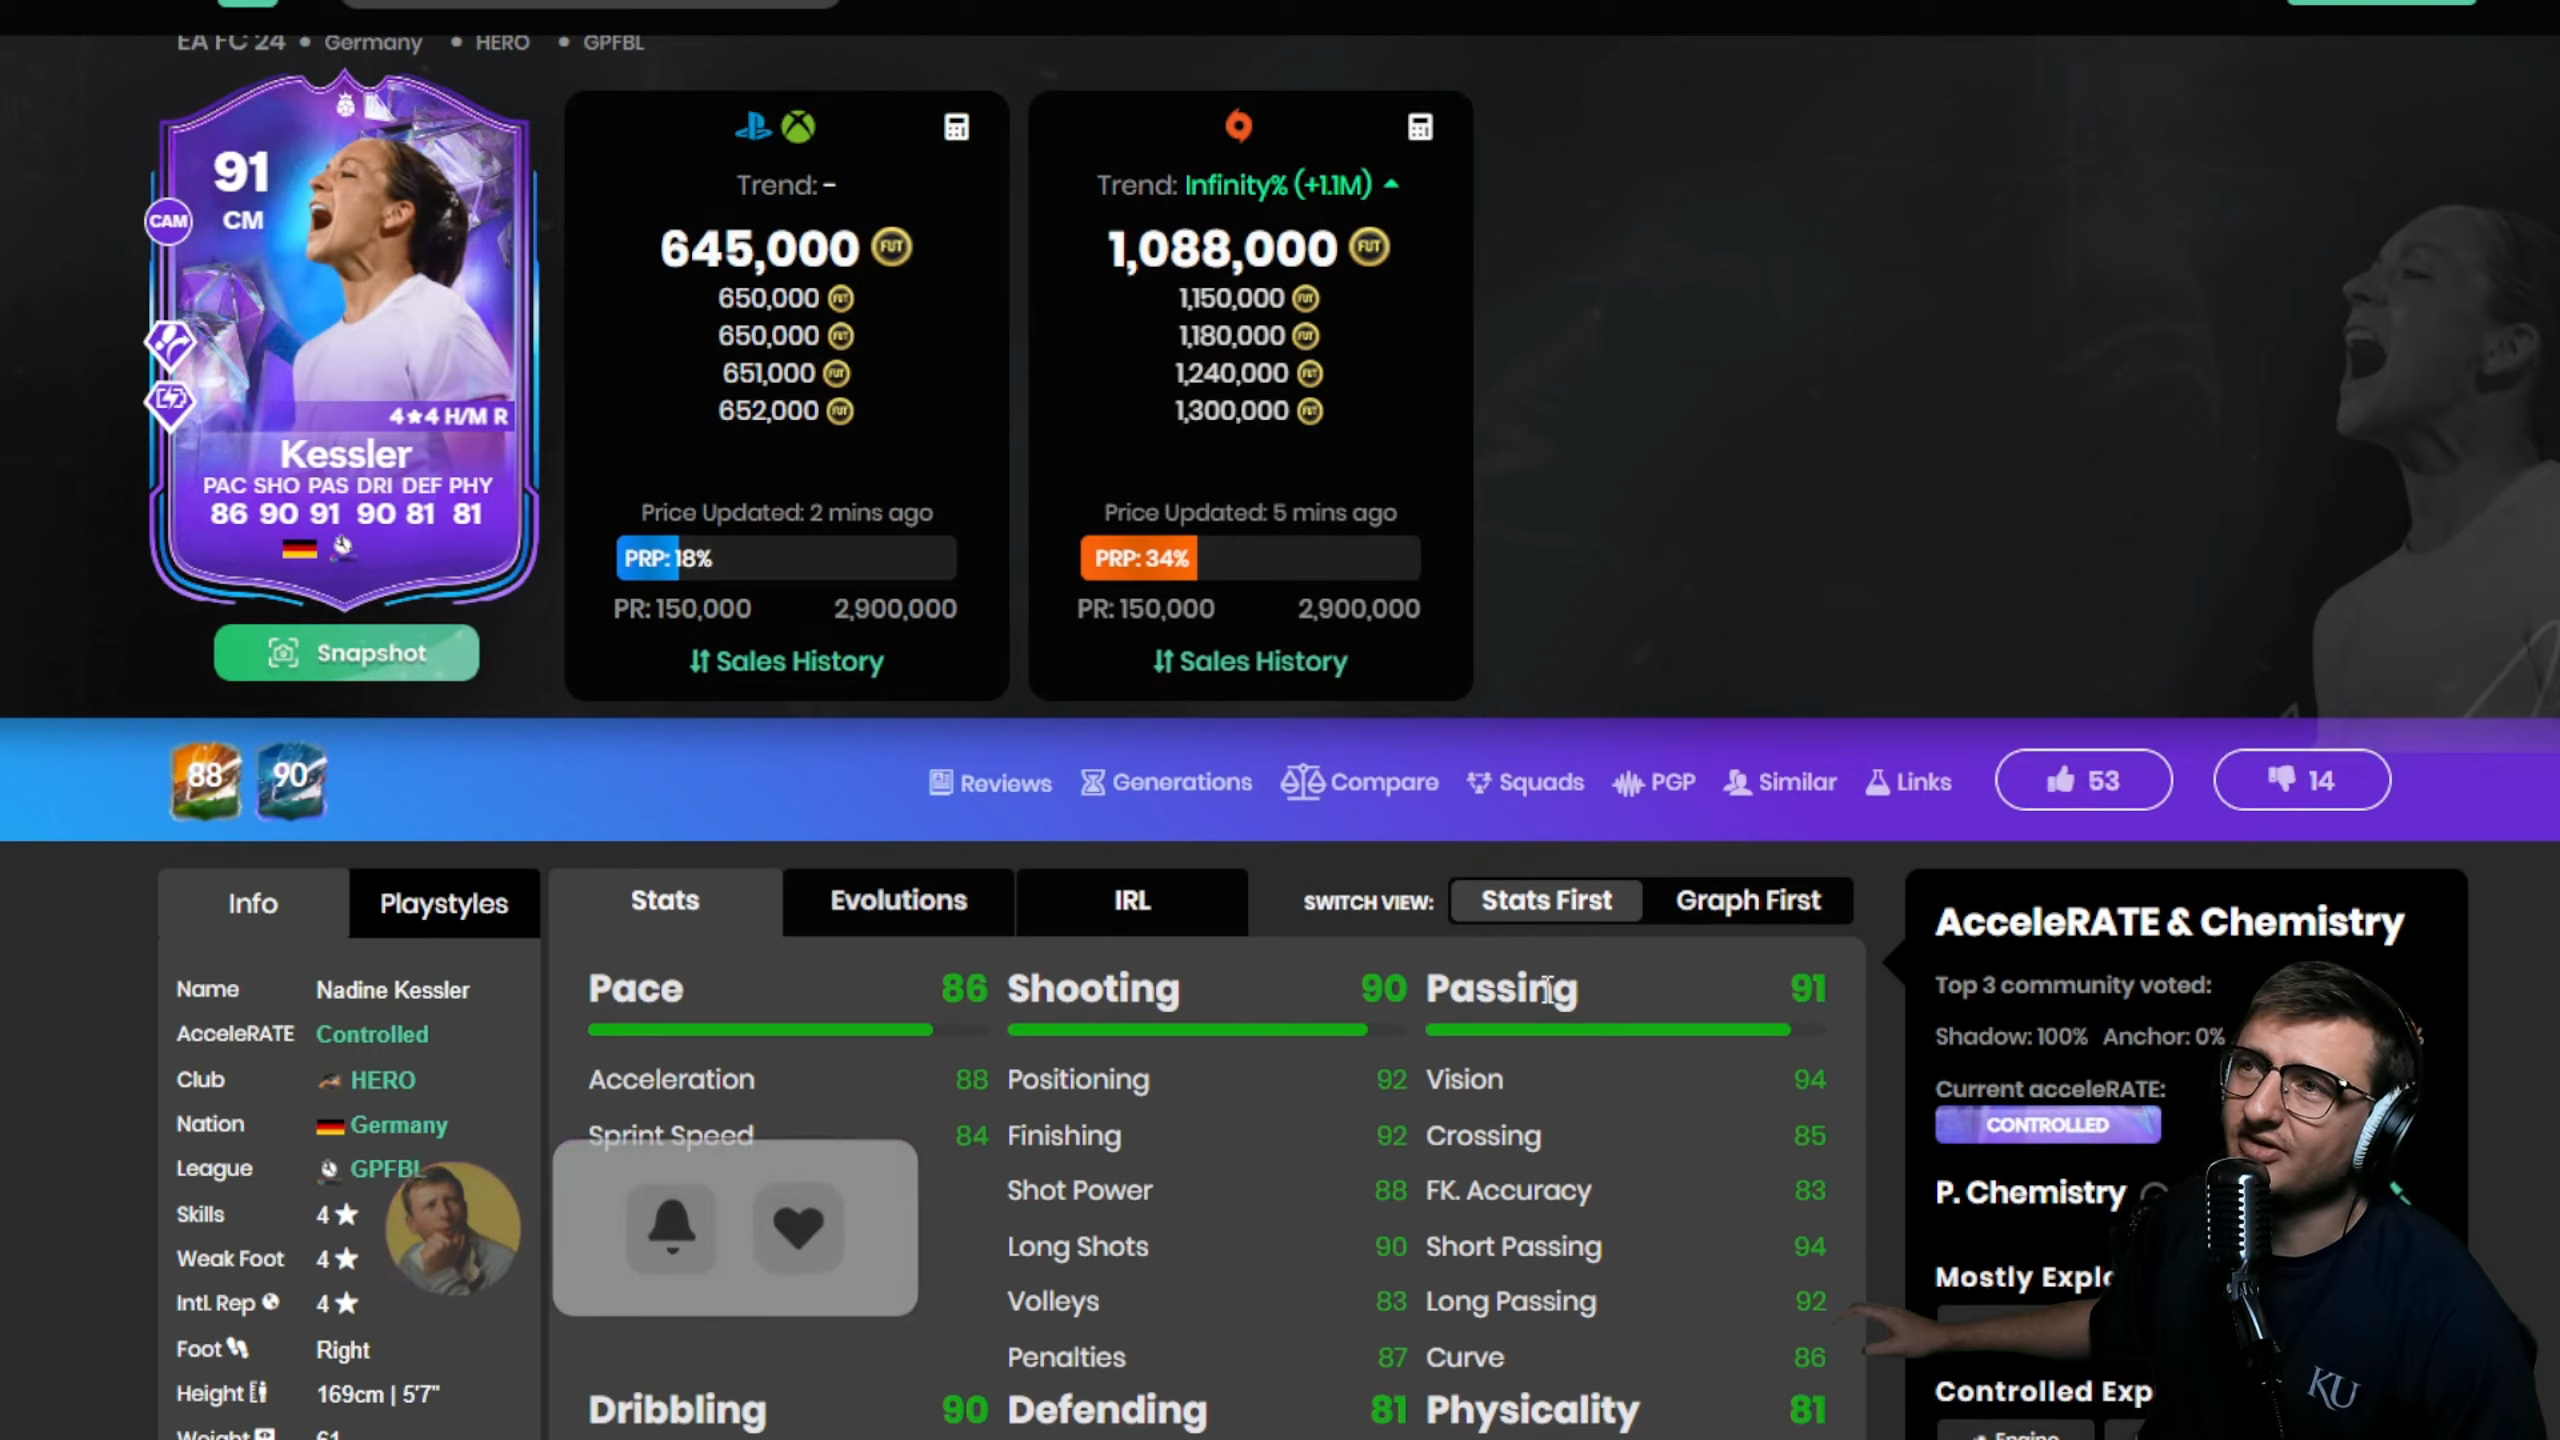 EA FC 24 • Germany • HERO • GPFBL
91
CM
CAM
4★4 H/M R
Kessler
PAC SHO PAS DRI DEF PHY
86 90 91 90 81 81
Snapshot
Trend: -
645,000
650,000
650,000
651,000
652,000
Price Updated: 2 mins ago
PRP: 18%
PR: 150,000 2,900,000
Sales History
Trend: Infinity% (+1.1M)
1,088,000
1,150,000
1,180,000
1,240,000
1,300,000
Price Updated: 5 mins ago
PRP: 34%
PR: 150,000 2,900,000
Sales History
88 90
Reviews Generations Compare Squads PGP Similar Links 53 14
Info Playstyles
Name Nadine Kessler
AcceleRATE Controlled
Club HERO
Nation Germany
League GPFBL
Skills 4★
Weak Foot 4★
Intl. Rep 4★
Foot Right
Height 169cm | 5'7"
Weight 61
Stats Evolutions IRL
SWITCH VIEW: Stats First Graph First
Pace 86
Acceleration 88
Sprint Speed 84
Shooting 90
Positioning 92
Finishing 92
Shot Power 88
Long Shots 90
Volleys 83
Penalties 87
Passing 91
Vision 94
Crossing 85
FK. Accuracy 83
Short Passing 94
Long Passing 92
Curve 86
Dribbling 90
Defending 81
Physicality 81
AcceleRATE & Chemistry
Top 3 community voted:
Shadow: 100% Anchor: 0%
Current acceleRATE:
CONTROLLED
P. Chemistry
Mostly
Controlled
Engine
KU